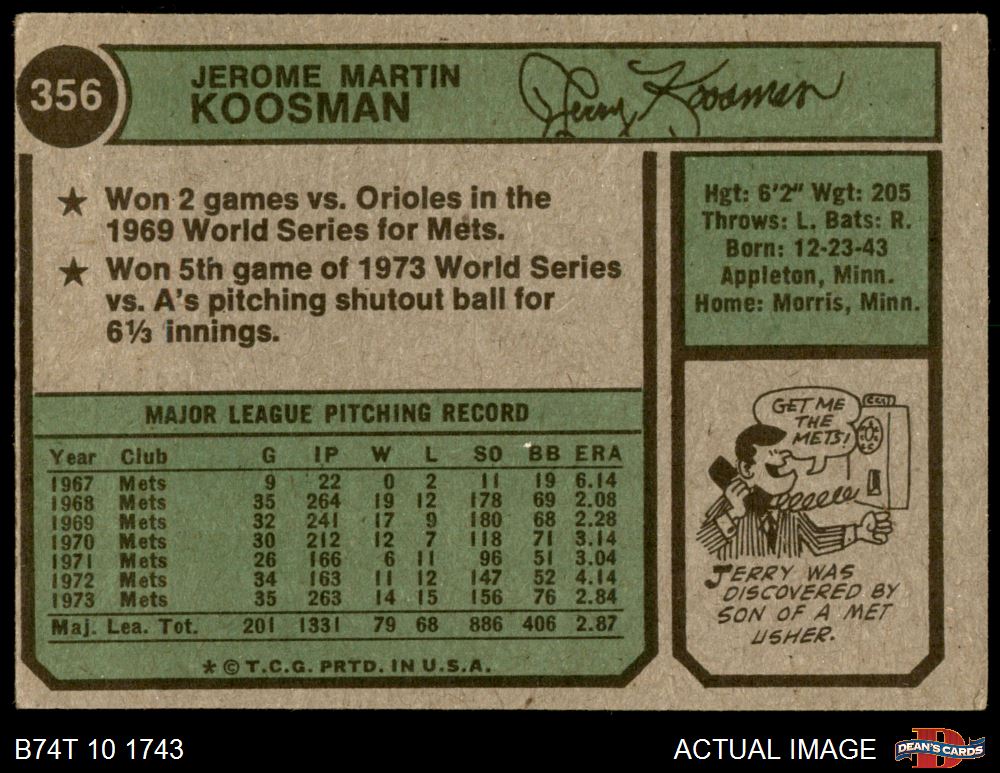 356
JEROME MARTIN
KOOSMAN
Jerry Koosman
★ Won 2 games vs. Orioles in the
1969 World Series for Mets.
★ Won 5th game of 1973 World Series
vs. A's pitching shutout ball for
6⅓ innings.
Hgt: 6'2" Wgt: 205
Throws: L. Bats: R.
Born: 12-23-43
Appleton, Minn.
Home: Morris, Minn.
MAJOR LEAGUE PITCHING RECORD
Year Club G IP W L SO BB ERA
1967 Mets 9 22 0 2 11 19 6.14
1968 Mets 35 264 19 12 178 69 2.08
1969 Mets 32 241 17 9 180 68 2.28
1970 Mets 30 212 12 7 118 71 3.14
1971 Mets 26 166 6 11 96 51 3.04
1972 Mets 34 163 11 12 147 52 4.14
1973 Mets 35 263 14 15 156 76 2.84
Maj. Lea. Tot. 201 1331 79 68 886 406 2.87
* © T.C.G. PRTD. IN U.S.A.
GET ME
THE
METS!
JERRY WAS
DISCOVERED BY
SON OF A MET
USHER.
B74T 10 1743
ACTUAL IMAGE
D
DEAN'S CARDS